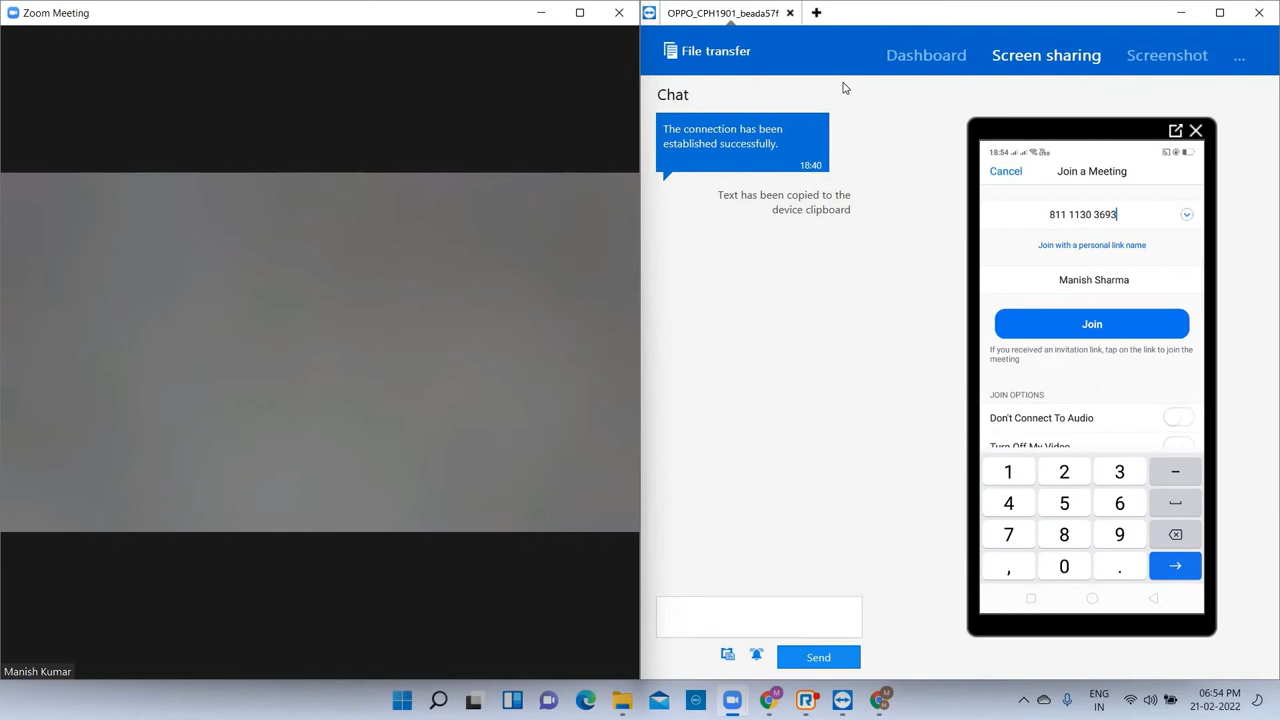 Zoom Meeting
Manish Kumar
OPPO_CPH1901_beada57f
File transfer
Dashboard
Screen sharing
Screenshot
...
Chat
The connection has been
established successfully.
18:40
Text has been copied to the
device clipboard
Send
18:54
Cancel
Join a Meeting
811 1130 3693
Join with a personal link name
Manish Sharma
Join
If you received an invitation link, tap on the link to join the
meeting
JOIN OPTIONS
Don't Connect To Audio
Turn Off My Video
1 2 3 -
4 5 6
7 8 9
, 0 .
ENG
IN
06:54 PM
21-02-2022